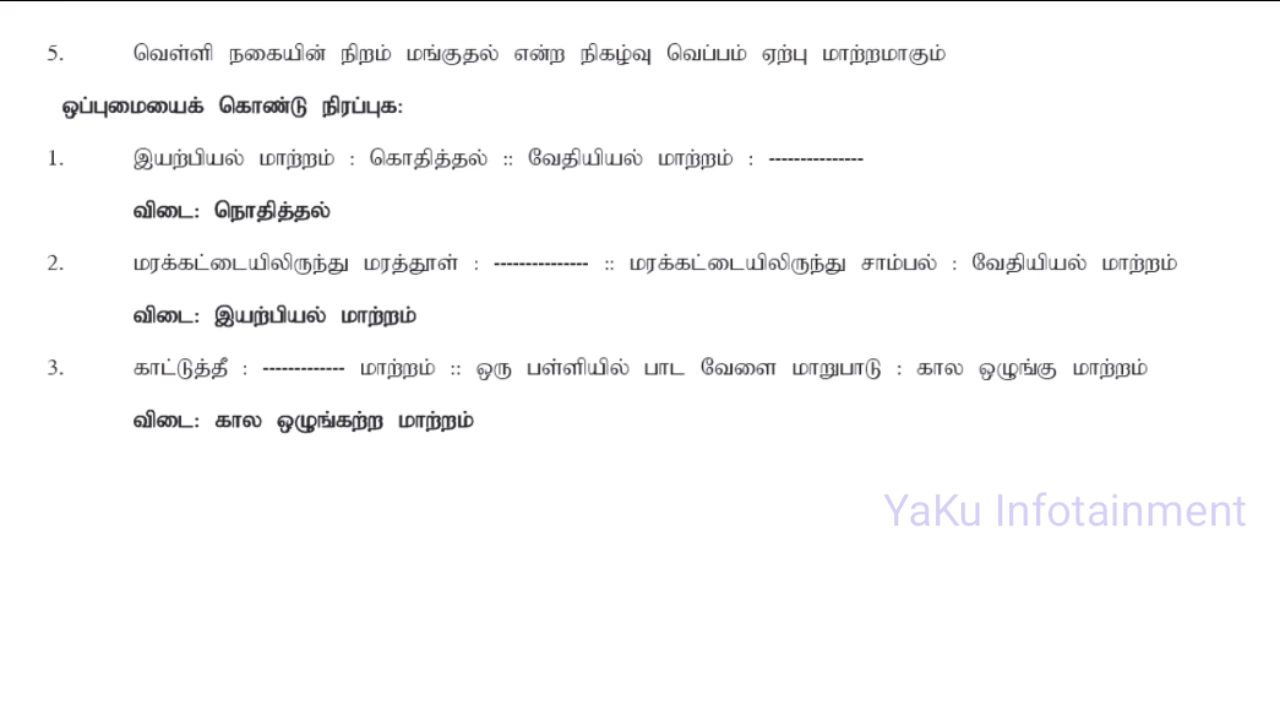 5. வெள்ளி நகையின் நிறம் மங்குதல் என்ற நிகழ்வு வெப்பம் ஏற்பு மாற்றமாகும்
ஒப்புமையைக் கொண்டு நிரப்புக:
1. இயற்பியல் மாற்றம் : கொதித்தல் :: வேதியியல் மாற்றம் : ---------------
விடை: நொதித்தல்
2. மரக்கட்டையிலிருந்து மரத்தூள் : --------------- :: மரக்கட்டையிலிருந்து சாம்பல் : வேதியியல் மாற்றம்
விடை: இயற்பியல் மாற்றம்
3. காட்டுத்தீ : ------------- மாற்றம் :: ஒரு பள்ளியில் பாட வேளை மாறுபாடு : கால ஒழுங்கு மாற்றம்
விடை: கால ஒழுங்கற்ற மாற்றம்
YaKu Infotainment